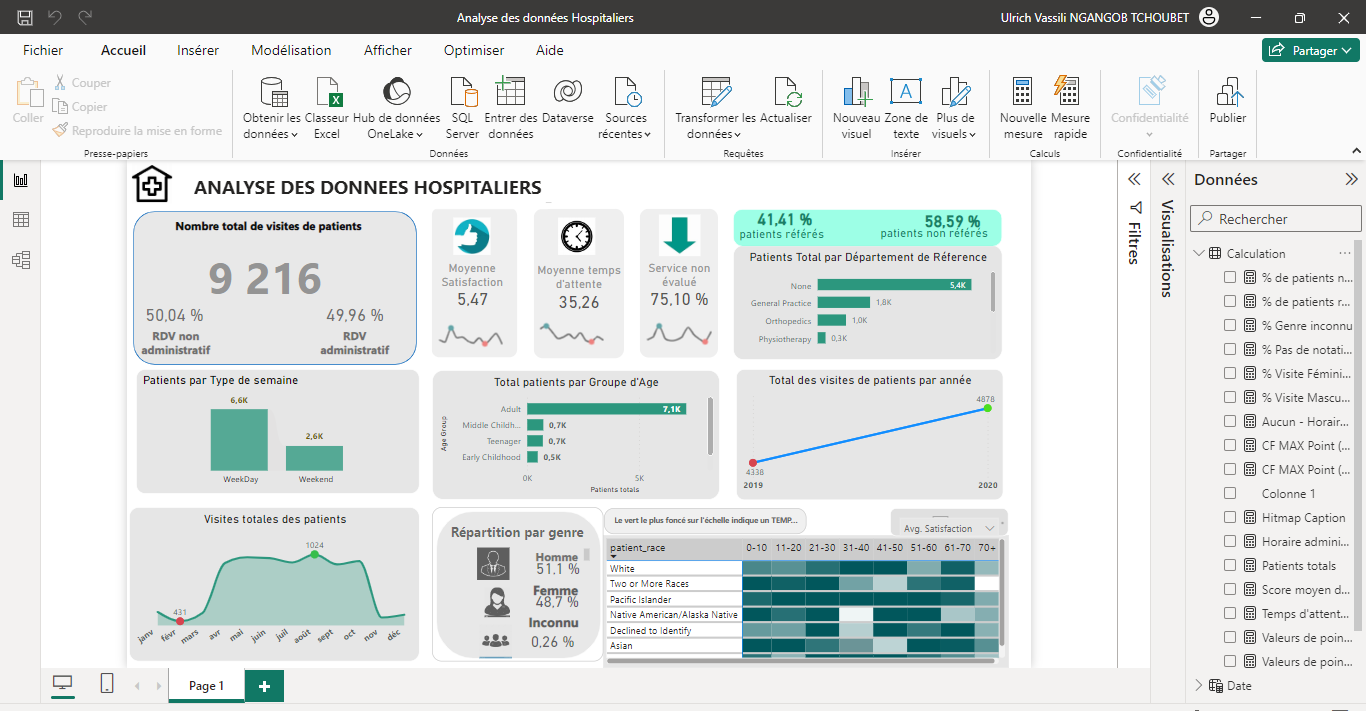 Analyse des données Hospitaliers
Ulrich Vassili NGANGOB TCHOUBET
Fichier Accueil Insérer Modélisation Afficher Optimiser Aide
Partager
Coller
Couper
Copier
Reproduire la mise en forme
Presse-papiers
Obtenir les données
Classeur Excel
Hub de données OneLake
SQL Server
Entrer des données
Dataverse
Sources récentes
Données
Transformer les données
Actualiser
Requêtes
Nouveau visuel
Zone de texte
Plus de visuels
Insérer
Nouvelle mesure
Mesure rapide
Calculs
Confidentialité
Confidentialité
Publier
Partager
ANALYSE DES DONNEES HOSPITALIERS
Nombre total de visites de patients
9 216
50,04 %
RDV non
administratif
49,96 %
RDV
administratif
Moyenne
Satisfaction
5,47
Moyenne temps
d'attente
35,26
Service non
évalué
75,10 %
41,41 %
patients référés
58,59 %
patients non référés
Patients Total par Département de Réference
None 5,4K
General Practice 1,8K
Orthopedics 1,0K
Physiotherapy 0,3K
Patients par Type de semaine
6,6K
2,6K
WeekDay Weekend
Total patients par Groupe d'Age
Age Group
Adult 7,1K
Middle Childh... 0,7K
Teenager 0,7K
Early Childhood 0,5K
0K 5K
Patients totals
Total des visites de patients par année
4878
4338
2019 2020
Visites totales des patients
1024
431
janv févr mars avr mai juin juil août sept oct nov déc
Répartition par genre
Homme
51,1 %
Femme
48,7 %
Inconnu
0,26 %
Le vert le plus foncé sur l'échelle indique un TEMP...
Avg. Satisfaction
patient_race 0-10 11-20 21-30 31-40 41-50 51-60 61-70 70+
White
Two or More Races
Pacific Islander
Native American/Alaska Native
Declined to Identify
Asian
Filtres
Visualisations
Données
Rechercher
Calculation
% de patients n...
% de patients r...
% Genre inconnu
% Pas de notati...
% Visite Fémini...
% Visite Mascu...
Aucun - Horair...
CF MAX Point (...
CF MAX Point (...
Colonne 1
Hitmap Caption
Horaire admini...
Patients totals
Score moyen d...
Temps d'attent...
Valeurs de poin...
Valeurs de poin...
Date
Page 1